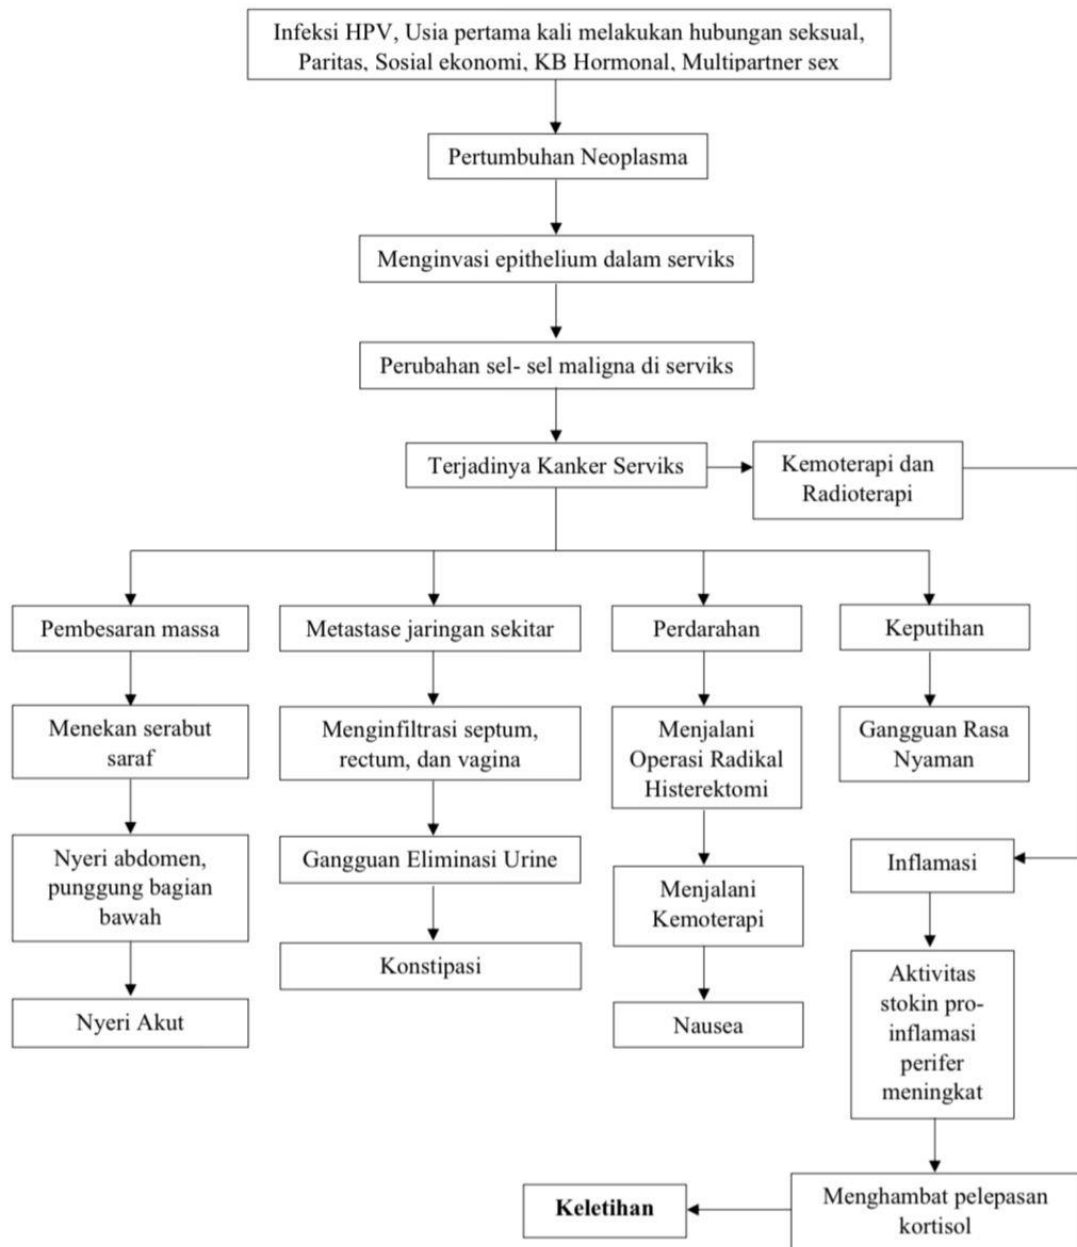 Infeksi HPV, Usia pertama kali melakukan hubungan seksual,
Paritas, Sosial ekonomi, KB Hormonal, Multipartner sex
Pertumbuhan Neoplasma
Menginvasi epithelium dalam serviks
Perubahan sel- sel maligna di serviks
Terjadinya Kanker Serviks
Kemoterapi dan
Radioterapi
Pembesaran massa
Metastase jaringan sekitar
Perdarahan
Keputihan
Menekan serabut
saraf
Menginfiltrasi septum,
rectum, dan vagina
Menjalani
Operasi Radikal
Histerektomi
Gangguan Rasa
Nyaman
Nyeri abdomen,
punggung bagian
bawah
Gangguan Eliminasi Urine
Menjalani
Kemoterapi
Inflamasi
Nyeri Akut
Konstipasi
Nausea
Aktivitas
stokin pro-
inflamasi
perifer
meningkat
Keletihan
Menghambat pelepasan
kortisol